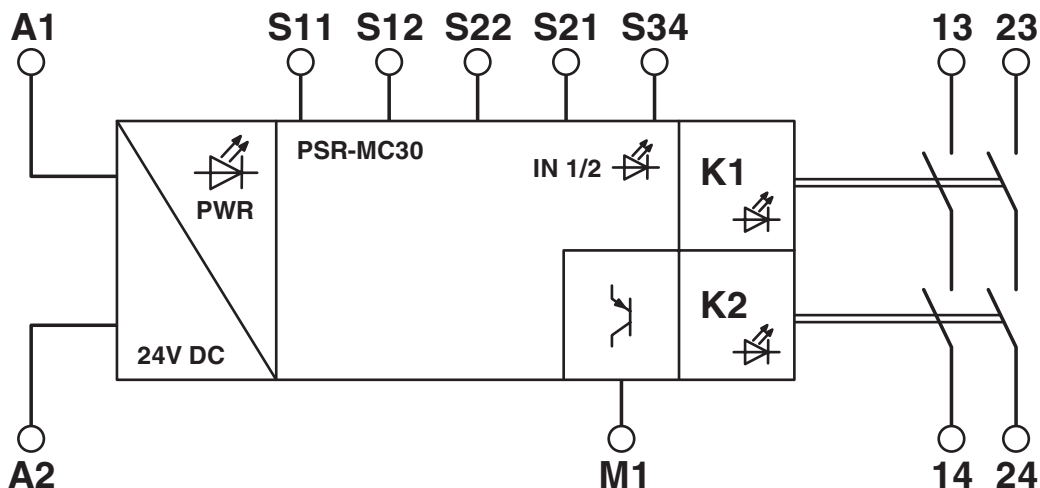 A1 S11 S12 S22 S21 S34 13 23
PSR-MC30
IN 1/2
K1
PWR
K2
24V DC
A2 M1 14 24